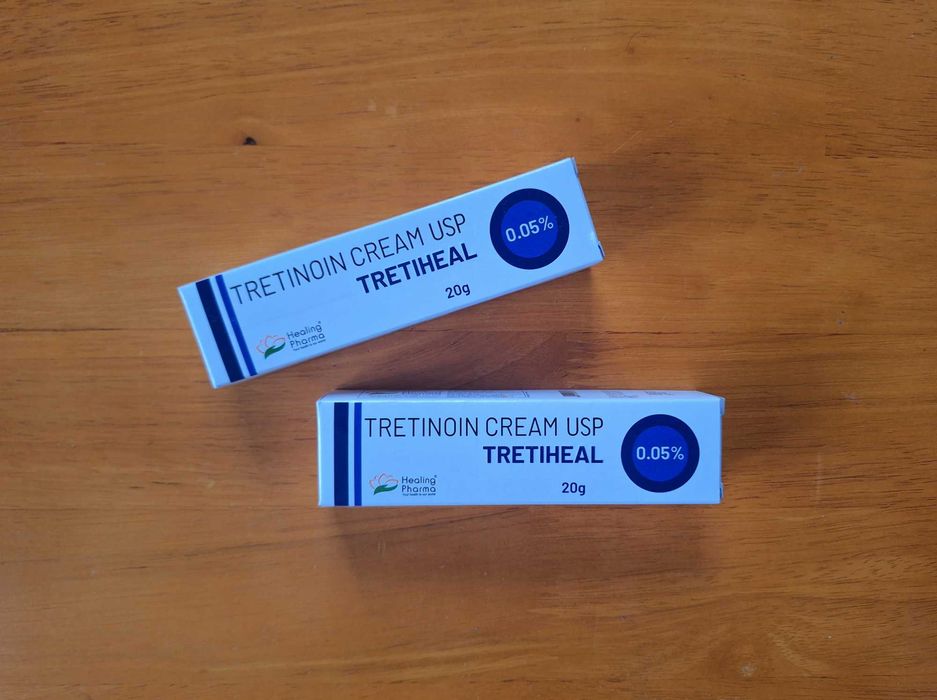 TRETINOIN CREAM USP
TRETIHEAL
20g
0.05%
Healing
Pharma
TRETINOIN CREAM USP
TRETIHEAL
20g
0.05%
Healing
Pharma